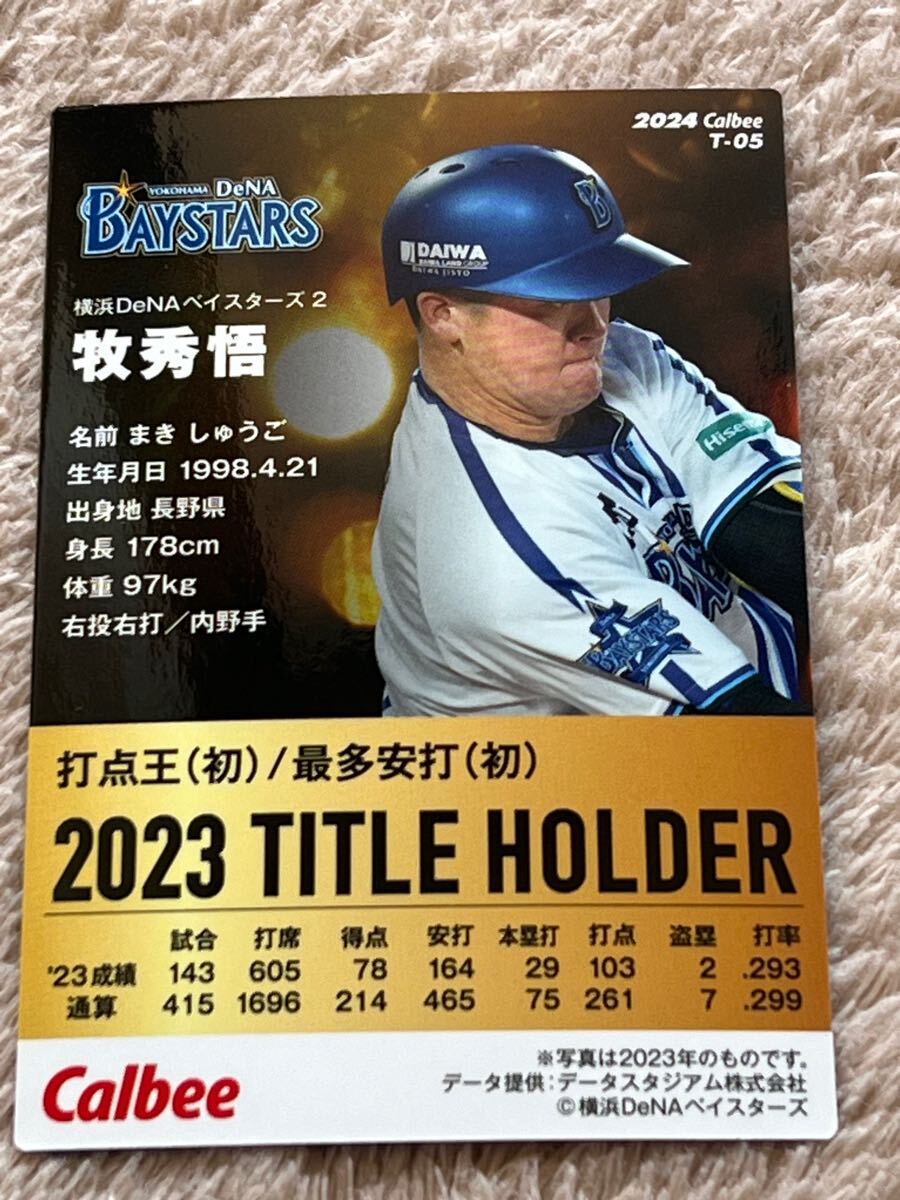 2024 Calbee
T-05
YOKOHAMA DeNA
BAYSTARS
横浜DeNAベイスターズ 2
牧秀悟
名前 まき しゅうご
生年月日 1998.4.21
出身地 長野県
身長 178cm
体重 97kg
右投右打／内野手
DAIWA
DAIWA LAND GROUP
BAYSTARS
打点王(初)/最多安打(初)
2023 TITLE HOLDER
試合 打席 得点 安打 本塁打 打点 盗塁 打率
'23成績 143 605 78 164 29 103 2 .293
通算 415 1696 214 465 75 261 7 .299
Calbee
※写真は2023年のものです。
データ提供:データスタジアム株式会社
©横浜DeNAベイスターズ